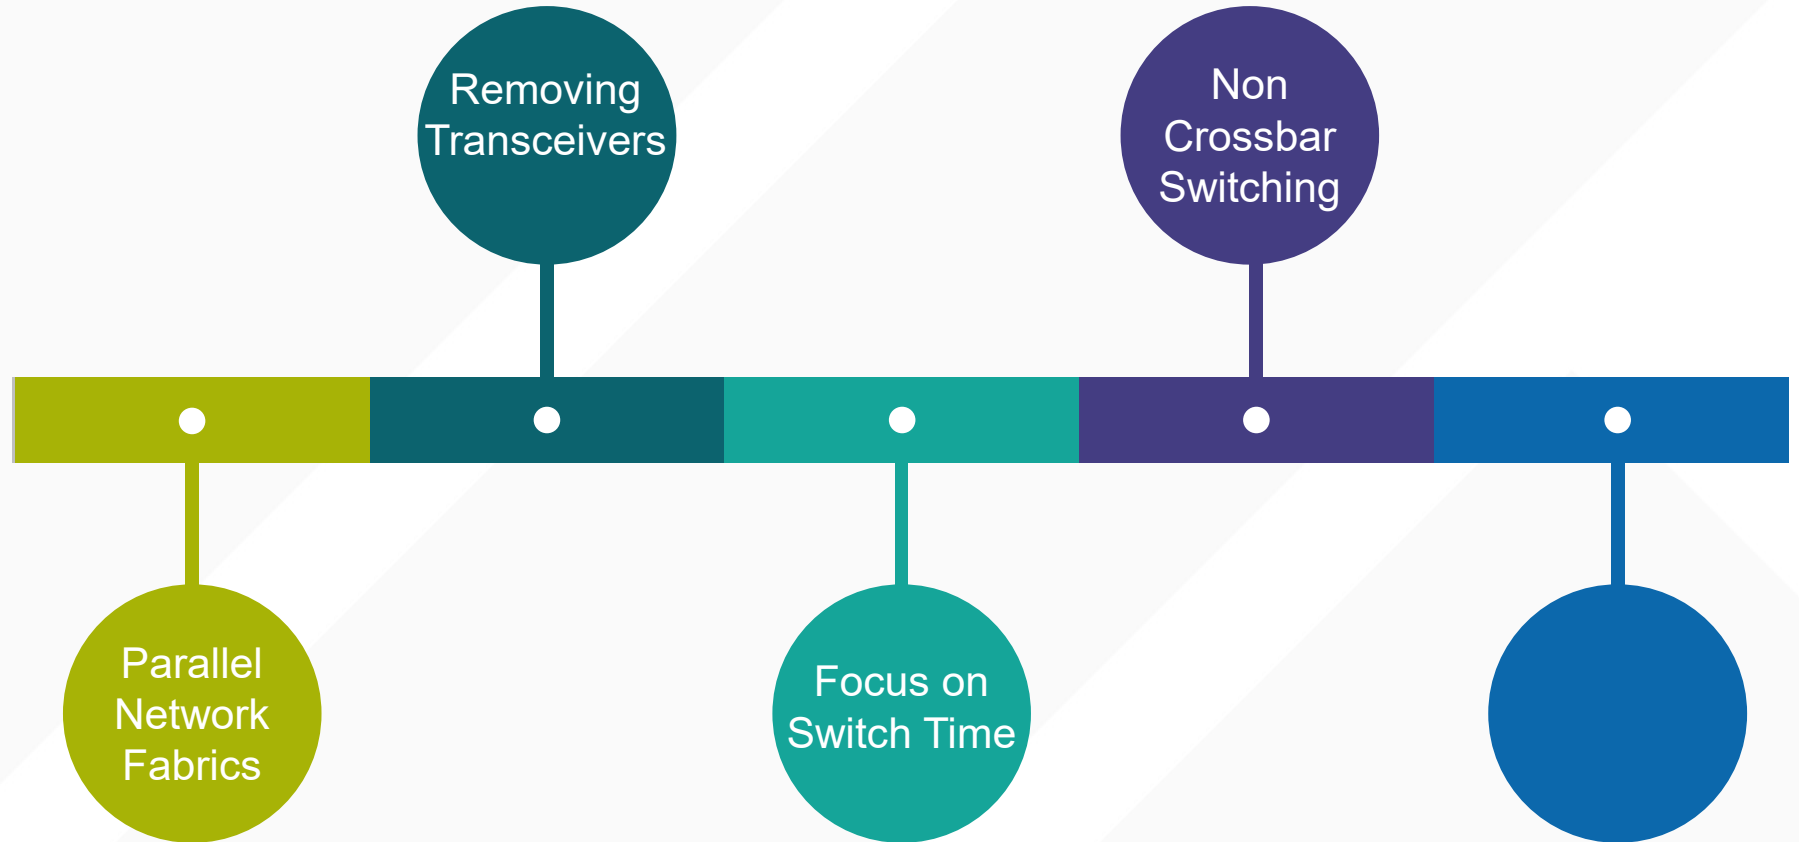 Parallel
Network
Fabrics
Removing
Transceivers
Focus on
Switch Time
Non
Crossbar
Switching